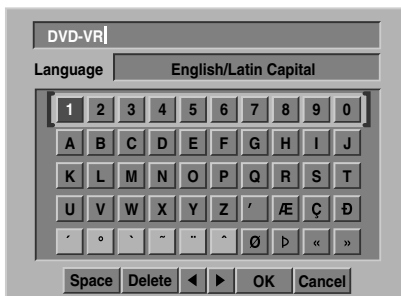 DVD-VR
Language English/Latin Capital
1 2 3 4 5 6 7 8 9 0
A B C D E F G H I J
K L M N O P Q R S T
U V W X Y Z ′ Æ Ç Ð
´ ° ` ~ ¨ ^ Ø Þ « »
Space Delete ◀ ▶ OK Cancel